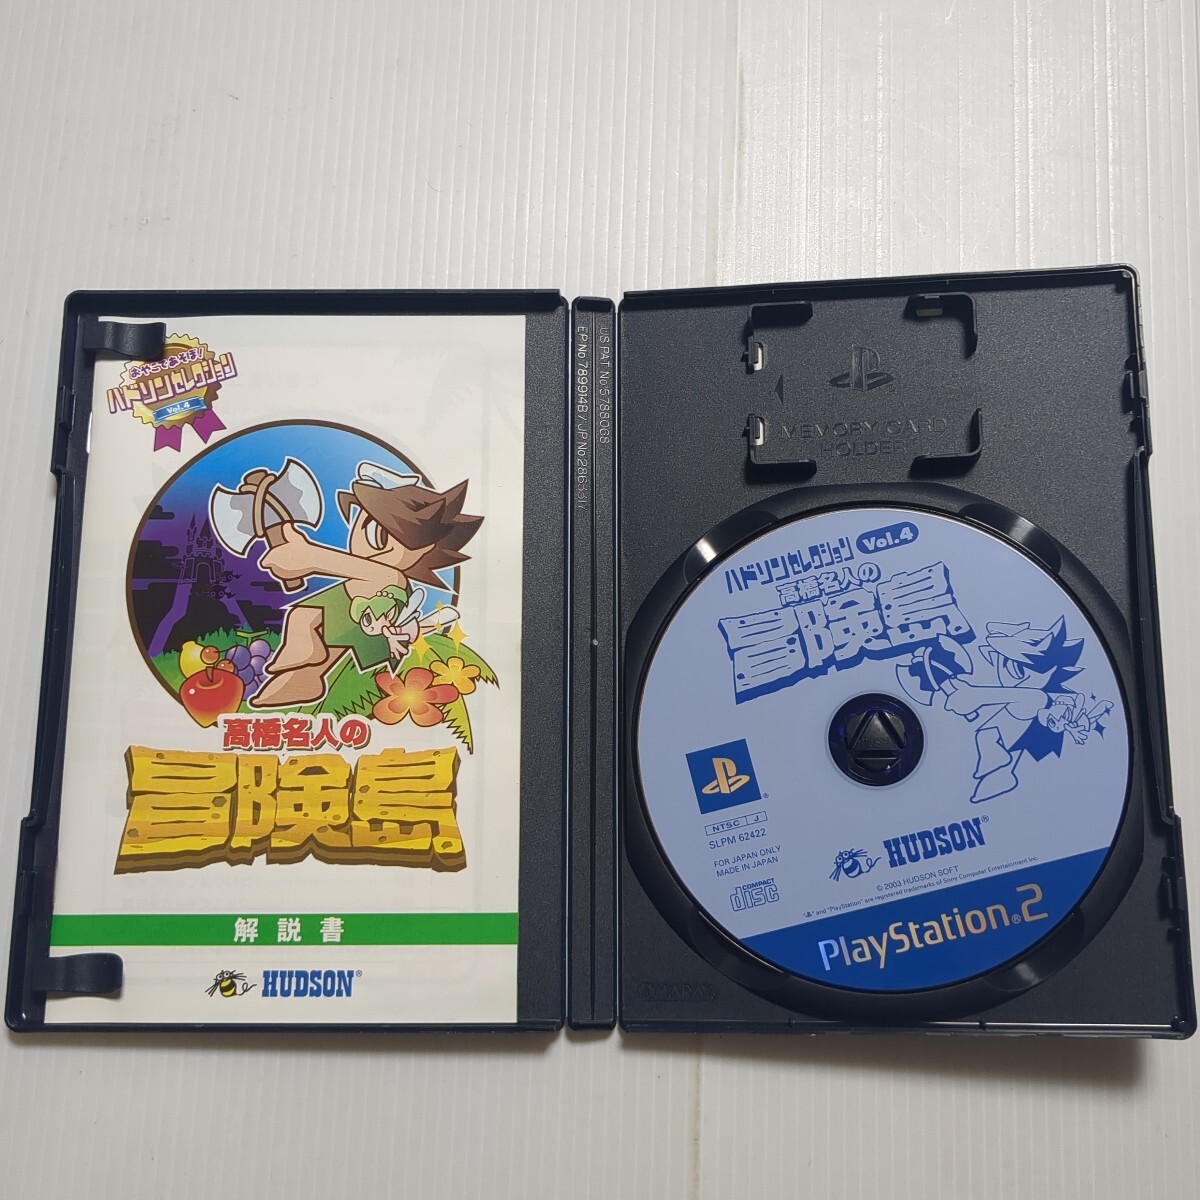 おやこであそぼ!
ハドソンセレクション
Vol.4
高橋名人の
冒険島
解説書
HUDSON®
US PAT No 5788068
EP No 789914B / JP No 2863317
MEMORY CARD
HOLDER
ハドソンセレクション Vol.4
高橋名人の
冒険島
NTSC J
SLPM 62422
FOR JAPAN ONLY
MADE IN JAPAN
COMPACT
disc
HUDSON®
© 2003 HUDSON SOFT
" " and "PlayStation" are registered trademarks of Sony Computer Entertainment Inc.
PlayStation®2